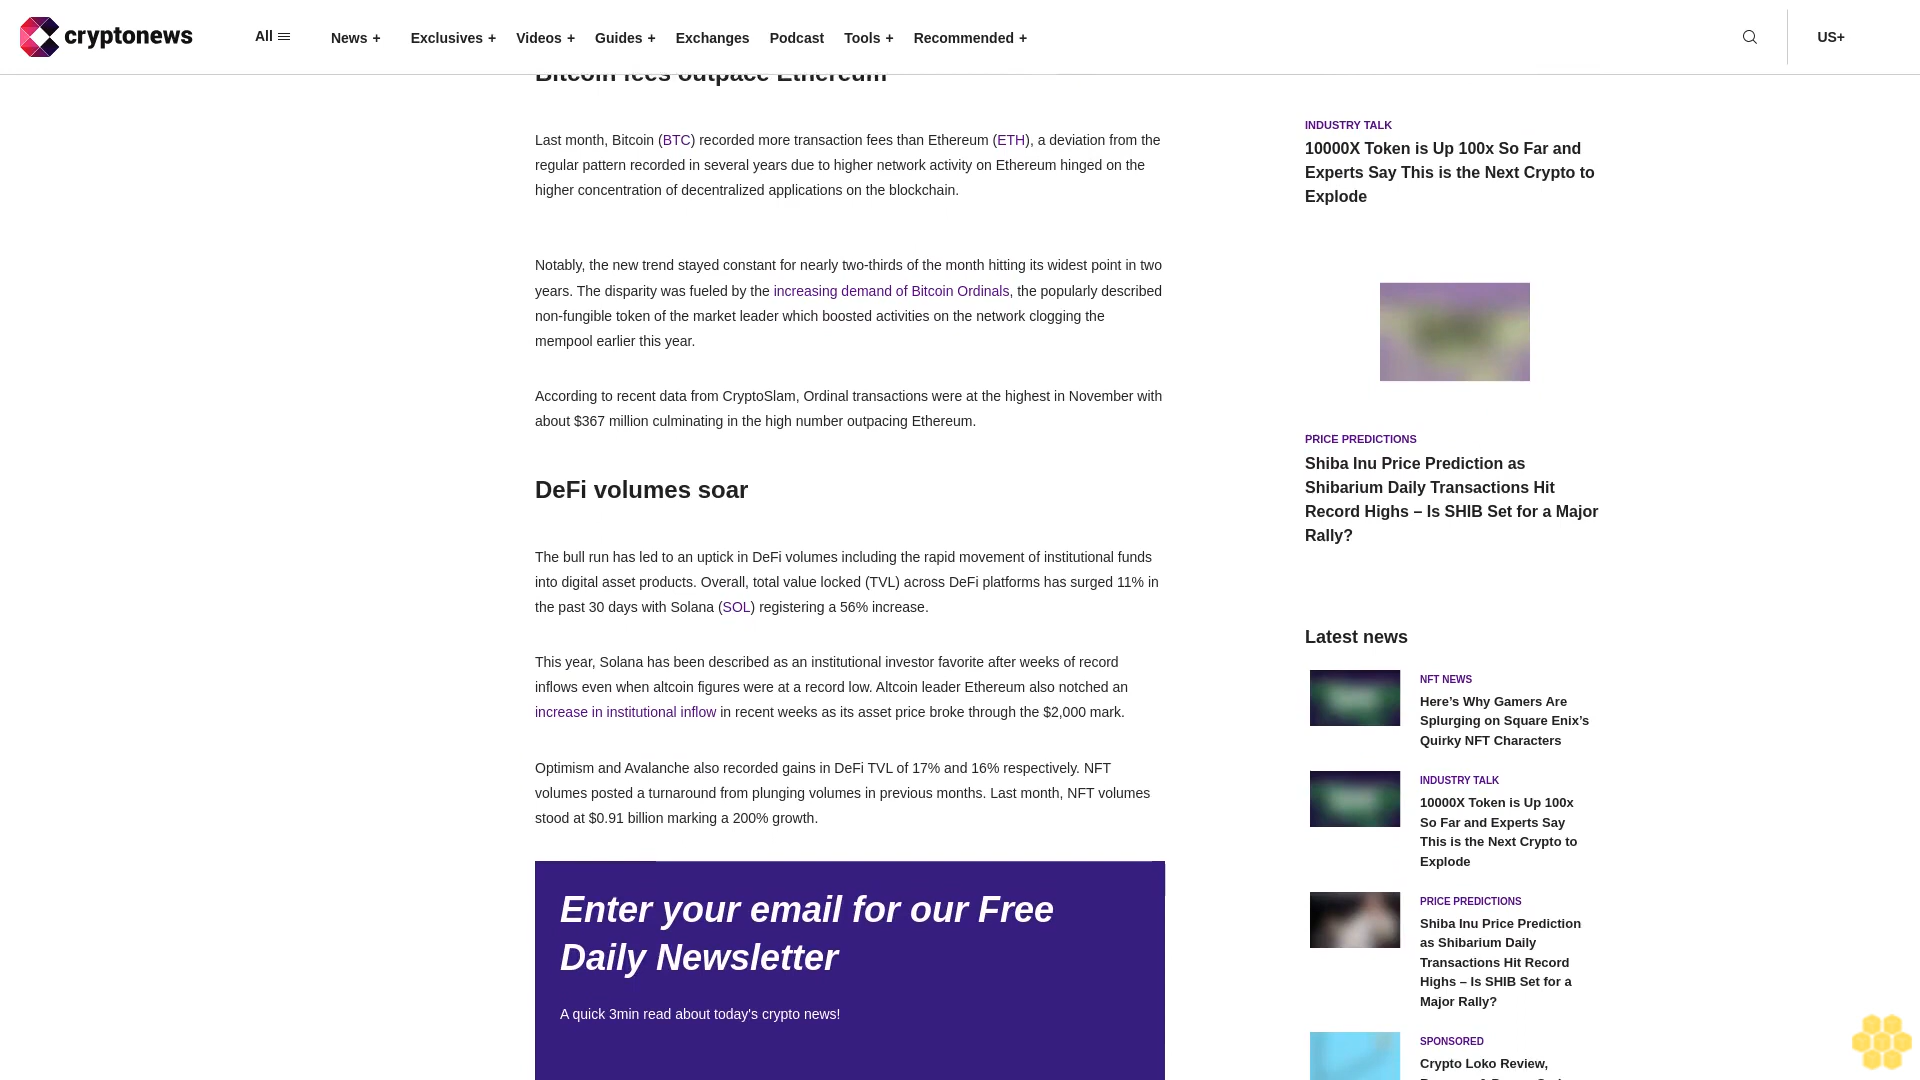 cryptonews
All
News +
Exclusives +
Videos +
Guides +
Exchanges
Podcast
Tools +
Recommended +
US+
Bitcoin fees outpace Ethereum
Last month, Bitcoin (BTC) recorded more transaction fees than Ethereum (ETH), a deviation from the
regular pattern recorded in several years due to higher network activity on Ethereum hinged on the
higher concentration of decentralized applications on the blockchain.
Notably, the new trend stayed constant for nearly two-thirds of the month hitting its widest point in two
years. The disparity was fueled by the increasing demand of Bitcoin Ordinals, the popularly described
non-fungible token of the market leader which boosted activities on the network clogging the
mempool earlier this year.
According to recent data from CryptoSlam, Ordinal transactions were at the highest in November with
about $367 million culminating in the high number outpacing Ethereum.
DeFi volumes soar
The bull run has led to an uptick in DeFi volumes including the rapid movement of institutional funds
into digital asset products. Overall, total value locked (TVL) across DeFi platforms has surged 11% in
the past 30 days with Solana (SOL) registering a 56% increase.
This year, Solana has been described as an institutional investor favorite after weeks of record
inflows even when altcoin figures were at a record low. Altcoin leader Ethereum also notched an
increase in institutional inflow in recent weeks as its asset price broke through the $2,000 mark.
Optimism and Avalanche also recorded gains in DeFi TVL of 17% and 16% respectively. NFT
volumes posted a turnaround from plunging volumes in previous months. Last month, NFT volumes
stood at $0.91 billion marking a 200% growth.
Enter your email for our Free
Daily Newsletter
A quick 3min read about today's crypto news!
INDUSTRY TALK
10000X Token is Up 100x So Far and
Experts Say This is the Next Crypto to
Explode
PRICE PREDICTIONS
Shiba Inu Price Prediction as
Shibarium Daily Transactions Hit
Record Highs – Is SHIB Set for a Major
Rally?
Latest news
NFT NEWS
Here’s Why Gamers Are
Splurging on Square Enix’s
Quirky NFT Characters
INDUSTRY TALK
10000X Token is Up 100x
So Far and Experts Say
This is the Next Crypto to
Explode
PRICE PREDICTIONS
Shiba Inu Price Prediction
as Shibarium Daily
Transactions Hit Record
Highs – Is SHIB Set for a
Major Rally?
SPONSORED
Crypto Loko Review,